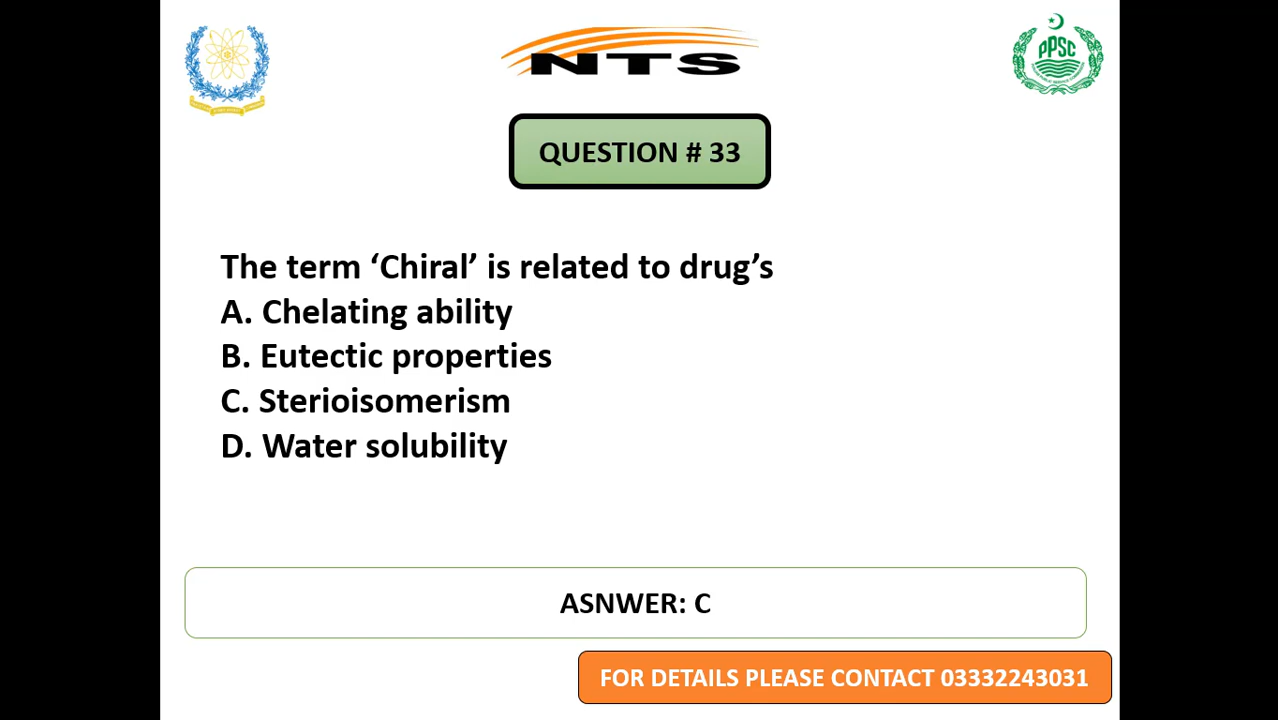 NTS
PPSC
QUESTION # 33
The term ‘Chiral’ is related to drug’s
A. Chelating ability
B. Eutectic properties
C. Sterioisomerism
D. Water solubility
ASNWER: C
FOR DETAILS PLEASE CONTACT 03332243031